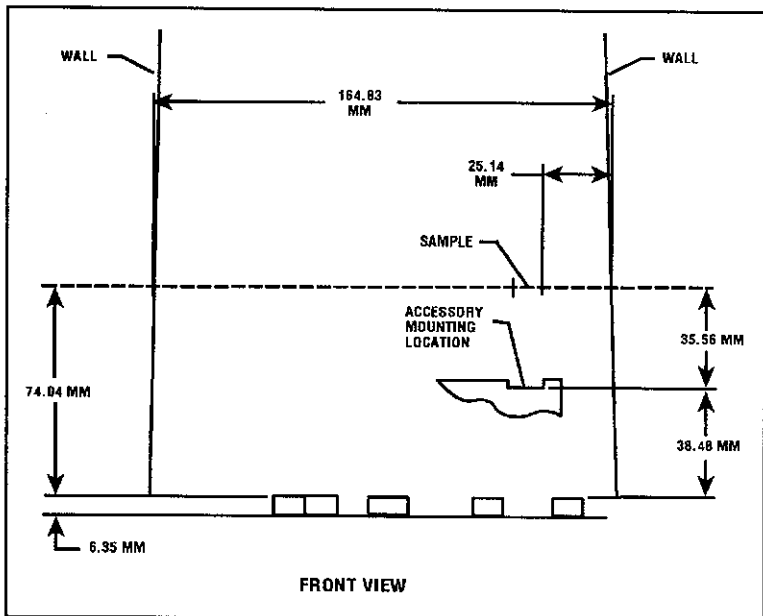 WALL
WALL
164.83
MM
25.14
MM
SAMPLE
ACCESSORY
MOUNTING
LOCATION
35.56 MM
74.04 MM
38.48 MM
6.35 MM
FRONT VIEW